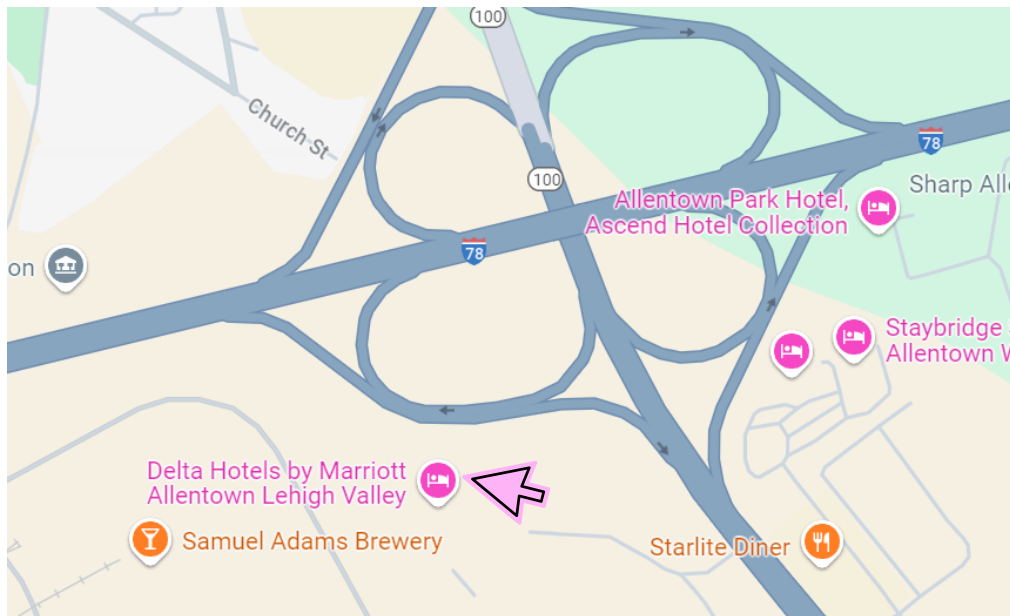 100
Church St
78
100
Allentown Park Hotel,
Ascend Hotel Collection
Sharp Allo
on
78
Staybridge
Allentown W
Delta Hotels by Marriott
Allentown Lehigh Valley
Samuel Adams Brewery
Starlite Diner